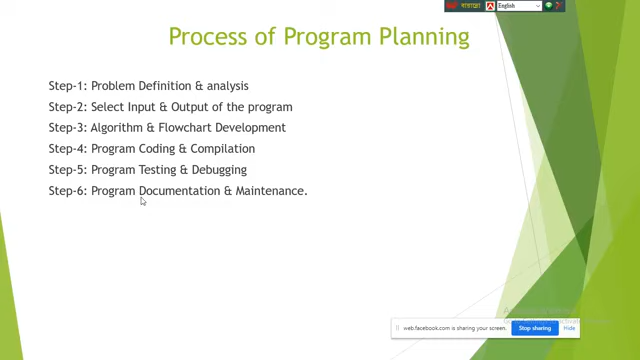 English
Process of Program Planning
Step-1: Problem Definition & analysis
Step-2: Select Input & Output of the program
Step-3: Algorithm & Flowchart Development
Step-4: Program Coding & Compilation
Step-5: Program Testing & Debugging
Step-6: Program Documentation & Maintenance.
web.facebook.com is sharing your screen.
Stop sharing
Hide